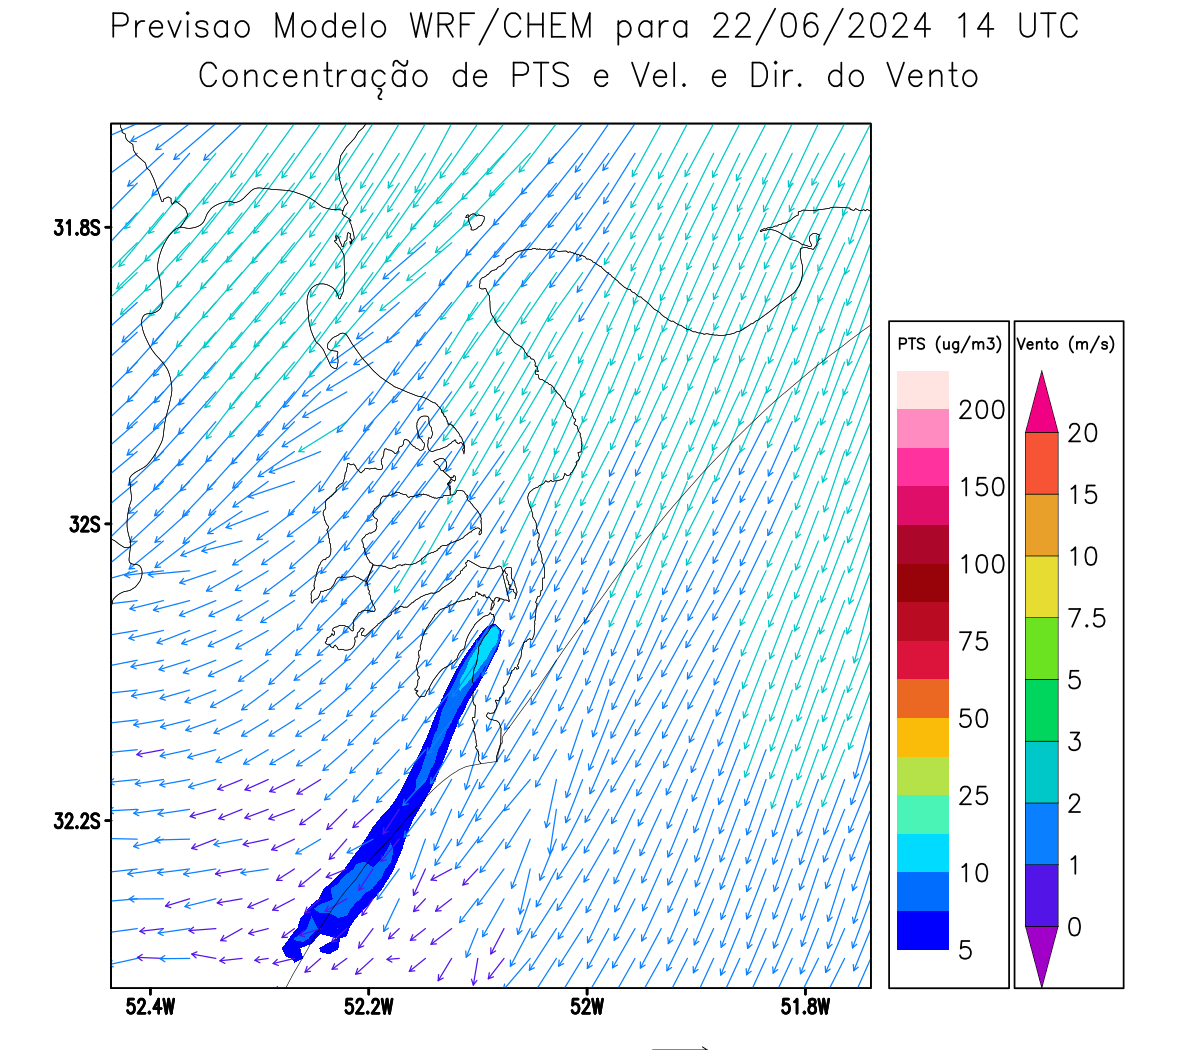 Previsao Modelo WRF/CHEM para 22/06/2024 14 UTC
Concentração de PTS e Vel. e Dir. do Vento
31.8S
32S
32.2S
52.4W
52.2W
52W
51.8W
PTS (ug/m3)
200
150
100
75
50
25
10
5
Vento (m/s)
20
15
10
7.5
5
3
2
1
0